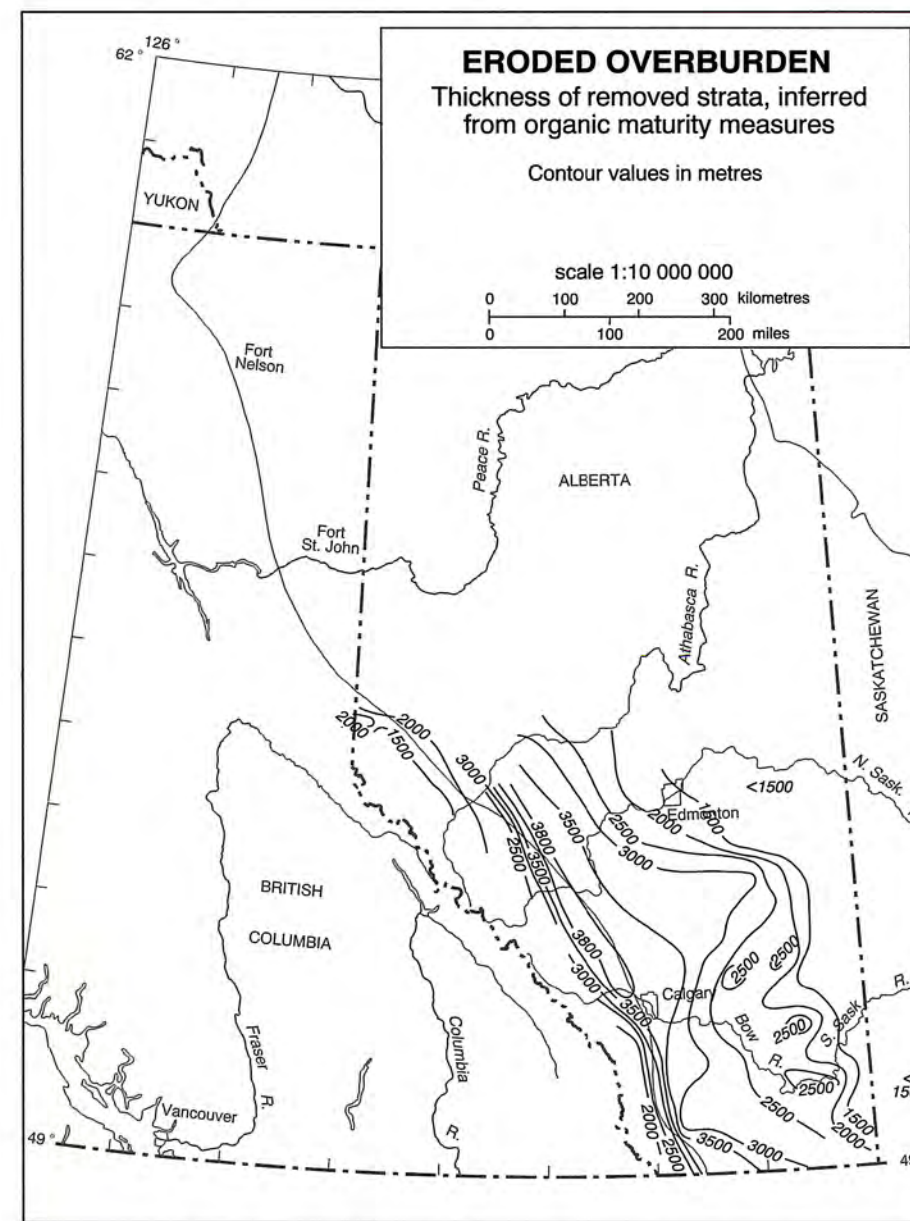 126°
62°
ERODED OVERBURDEN
Thickness of removed strata, inferred
from organic maturity measures
Contour values in metres
scale 1:10 000 000
0 100 200 300 kilometres
0 100 200 miles
YUKON
Fort
Nelson
Peace R.
ALBERTA
Fort
St. John
Athabasca R.
SASKATCHEWAN
2000
2000
1500
3000
N. Sask.
<1500
1500
Edmonton
3800
3500
2500
2000
2500
3500
3000
BRITISH
COLUMBIA
3800
3000
2500
2500
Calgary
3500
R.
Bow
R.
2500
S. Sask
Fraser
R.
Columbia
R.
2500
15<
Vancouver
2000
2500
2500
1500
2000
3500
3000
49°
49